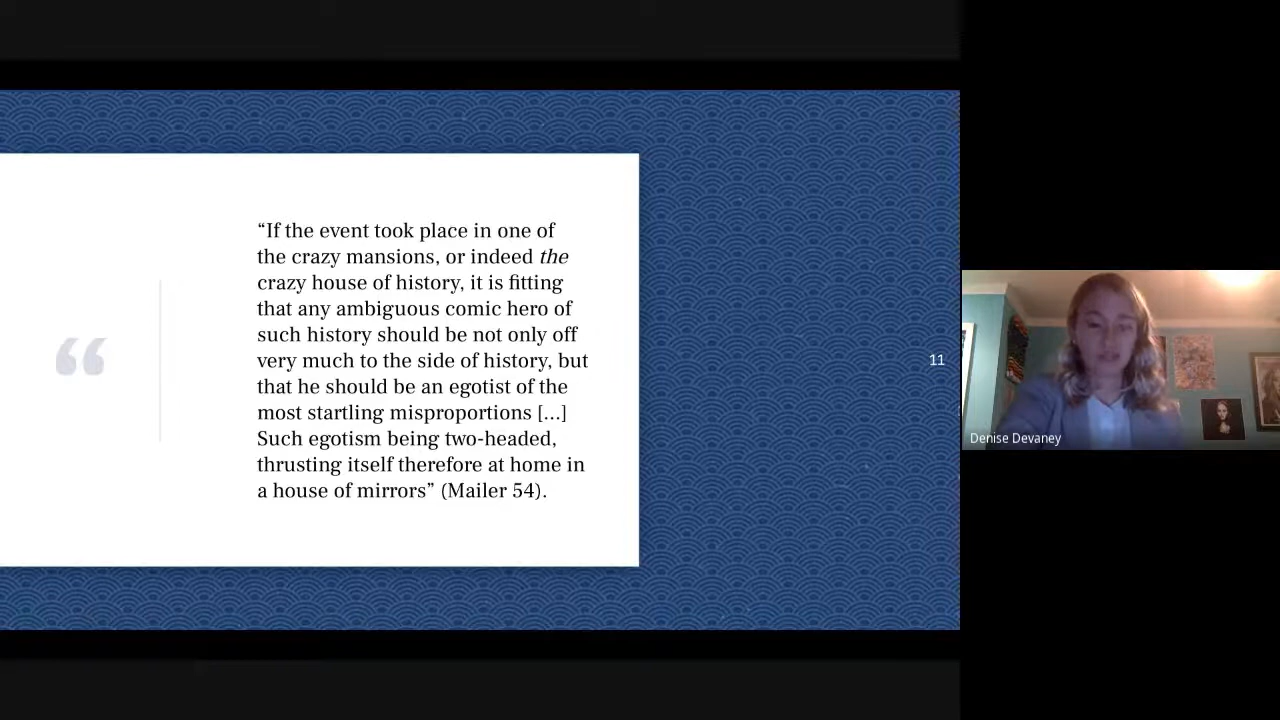 “If the event took place in one of
the crazy mansions, or indeed the
crazy house of history, it is fitting
that any ambiguous comic hero of
such history should be not only off
very much to the side of history, but
that he should be an egotist of the
most startling misproportions [...]
Such egotism being two-headed,
thrusting itself therefore at home in
a house of mirrors” (Mailer 54).
11
Denise Devaney